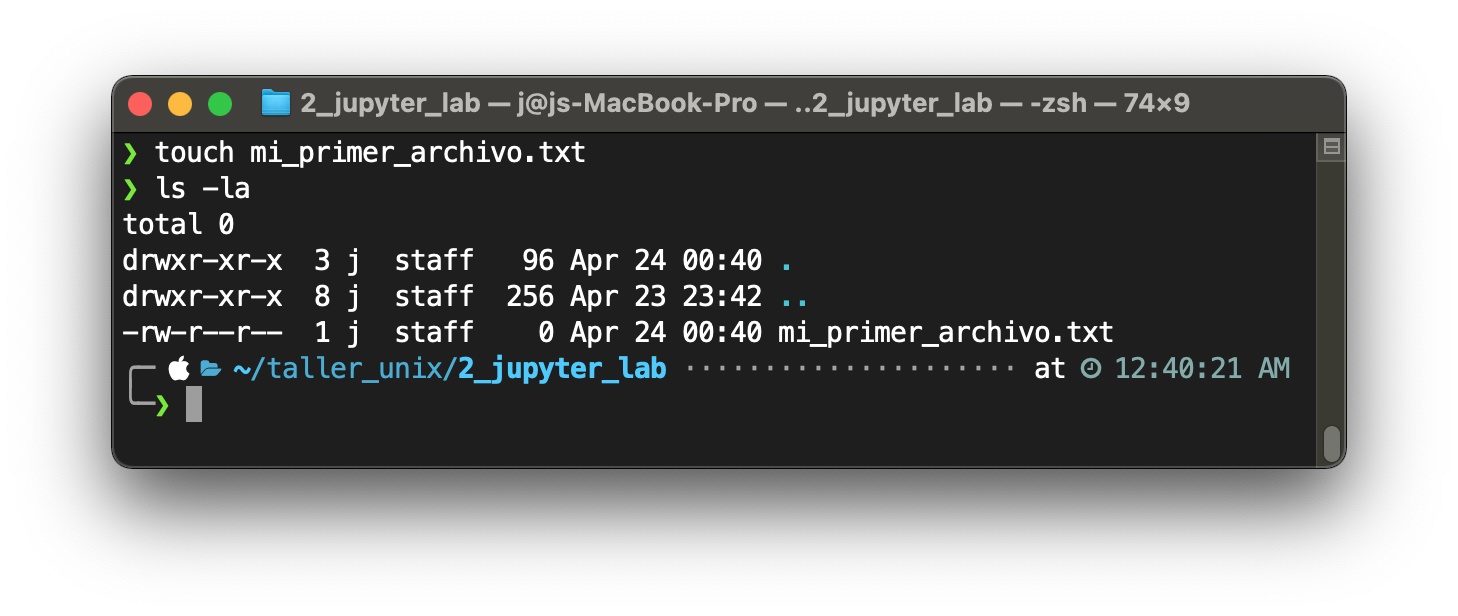 2_jupyter_lab — j@js-MacBook-Pro — ..2_jupyter_lab — -zsh — 74×9
❯ touch mi_primer_archivo.txt
❯ ls -la
total 0
drwxr-xr-x  3 j  staff   96 Apr 24 00:40 .
drwxr-xr-x  8 j  staff  256 Apr 23 23:42 ..
-rw-r--r--  1 j  staff    0 Apr 24 00:40 mi_primer_archivo.txt
~/taller_unix/2_jupyter_lab ····················· at 12:40:21 AM
❯